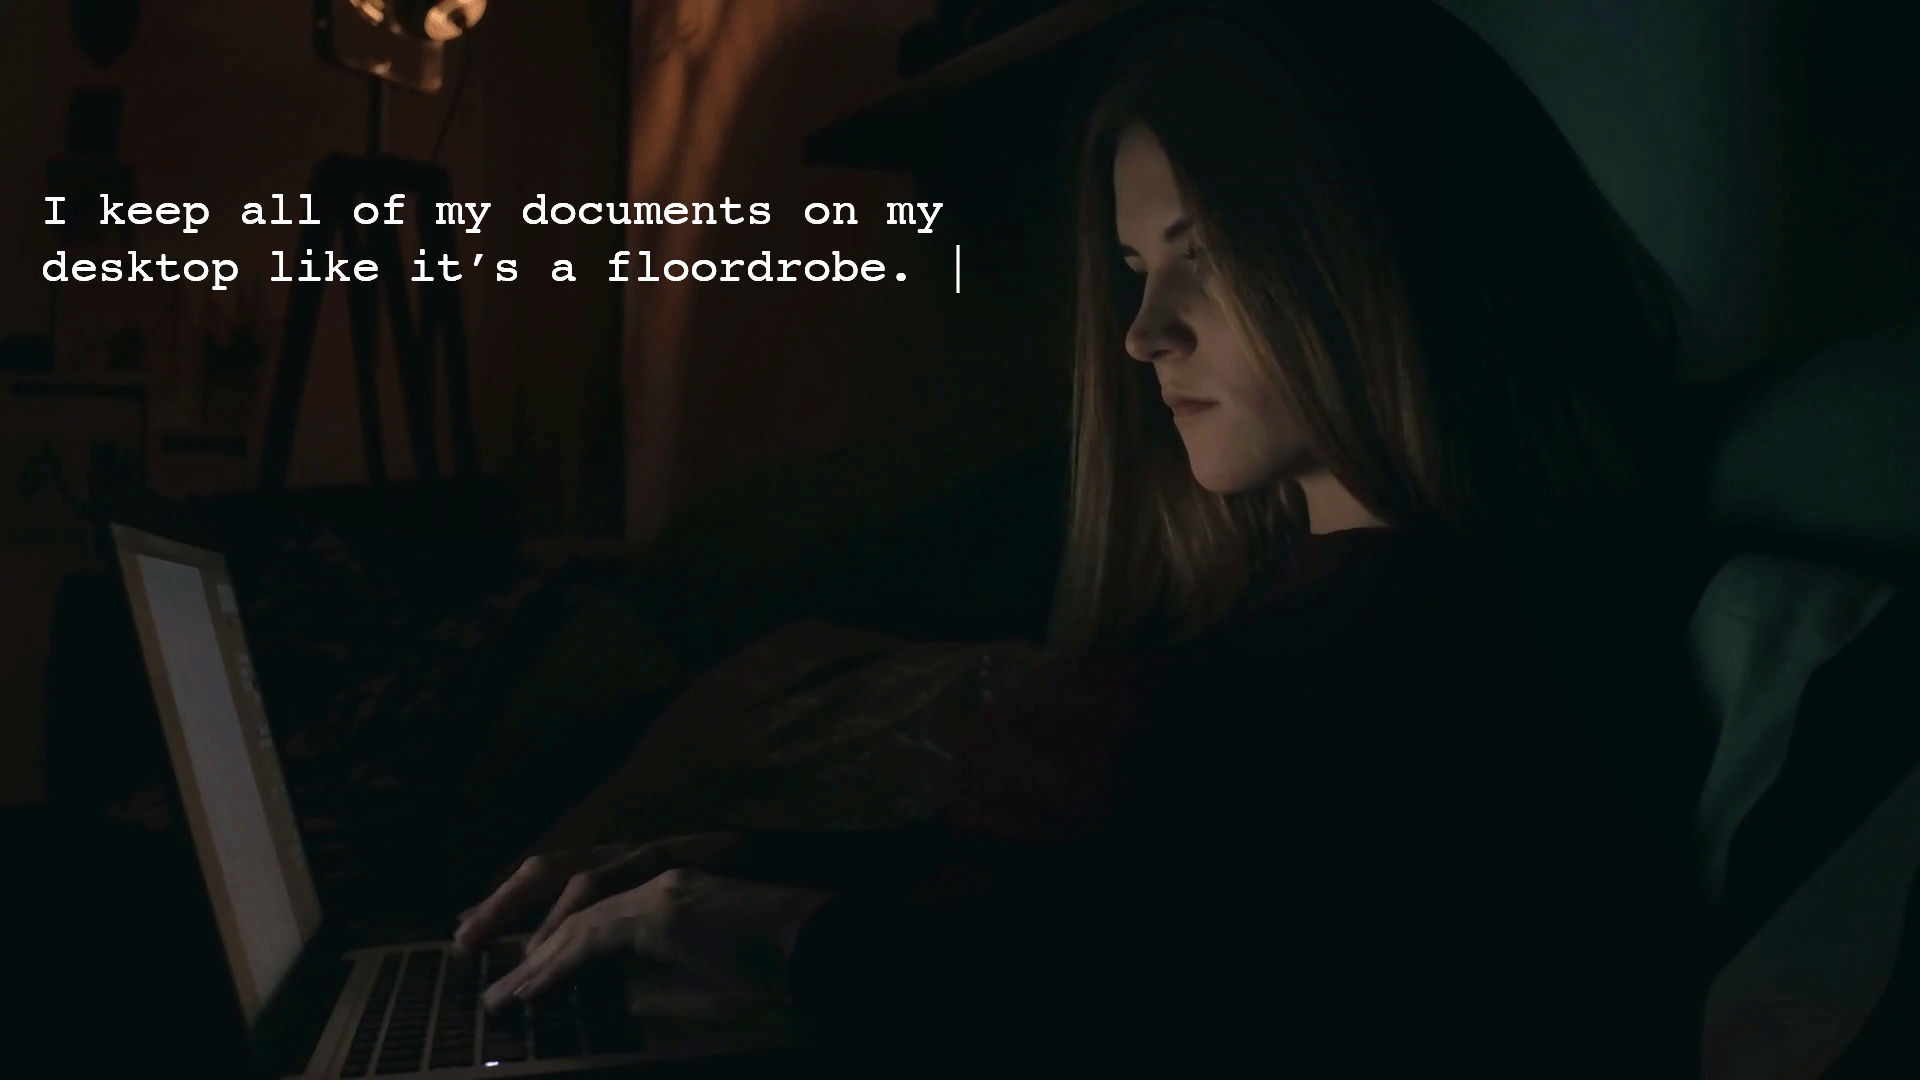 I keep all of my documents on my
desktop like it’s a floordrobe. |